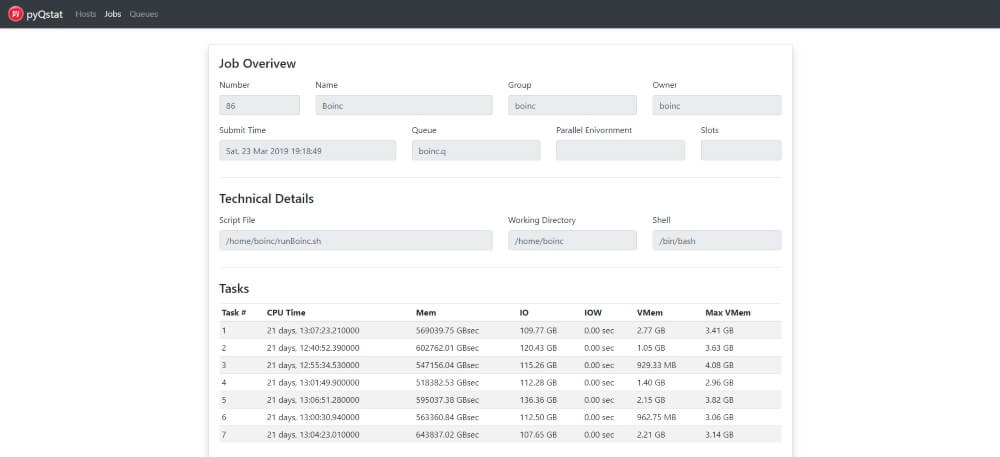 py pyQstat Hosts Jobs Queues
Job Overivew
Number Name Group Owner
86 Boinc boinc boinc
Submit Time Queue Parallel Enivornment Slots
Sat, 23 Mar 2019 19:18:49 boinc.q
Technical Details
Script File Working Directory Shell
/home/boinc/runBoinc.sh /home/boinc /bin/bash
Tasks
Task # CPU Time Mem IO IOW VMem Max VMem
1 21 days, 13:07:23.210000 569039.75 GBsec 109.77 GB 0.00 sec 2.77 GB 3.41 GB
2 21 days, 12:40:52.390000 602762.01 GBsec 120.43 GB 0.00 sec 1.05 GB 3.63 GB
3 21 days, 12:55:34.530000 547156.04 GBsec 115.26 GB 0.00 sec 929.33 MB 4.08 GB
4 21 days, 13:01:49.900000 518382.53 GBsec 112.28 GB 0.00 sec 1.40 GB 2.96 GB
5 21 days, 13:06:51.280000 595037.38 GBsec 136.36 GB 0.00 sec 2.15 GB 3.82 GB
6 21 days, 13:00:30.940000 563360.84 GBsec 112.50 GB 0.00 sec 962.75 MB 3.06 GB
7 21 days, 13:04:23.010000 643837.02 GBsec 107.65 GB 0.00 sec 2.21 GB 3.14 GB